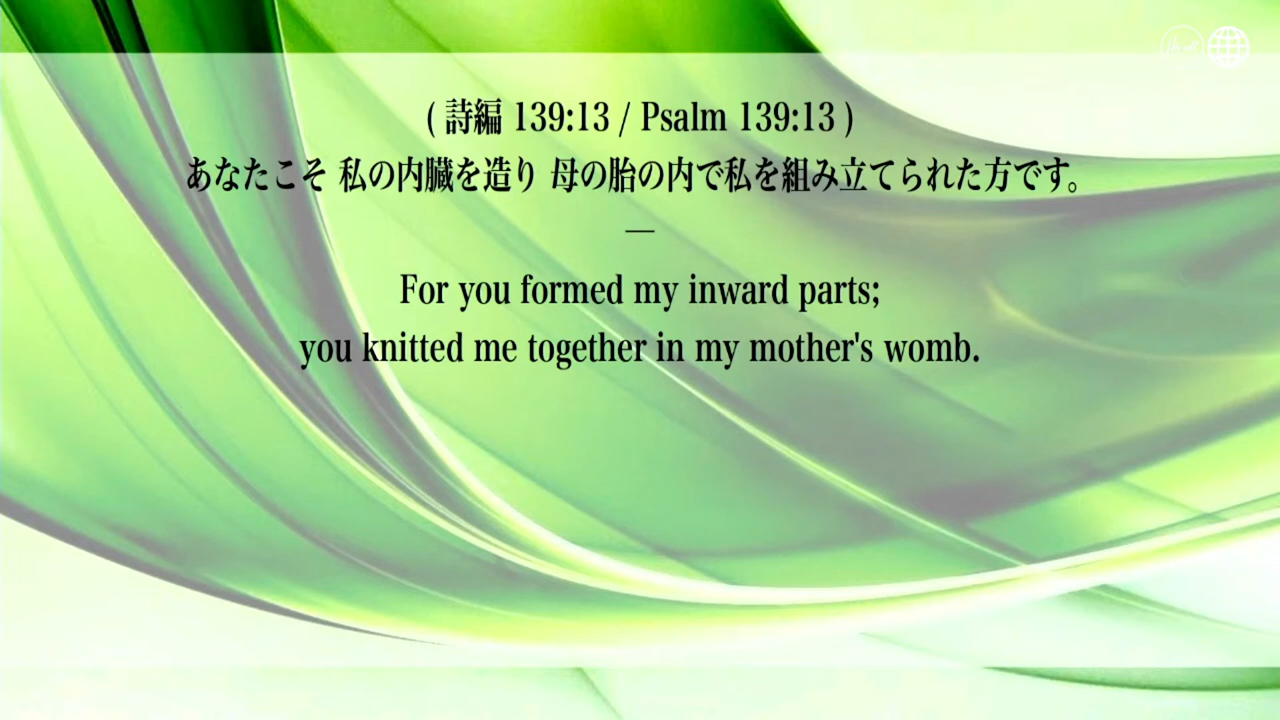 ( 詩編 139:13 / Psalm 139:13 )
あなたこそ 私の内臓を造り 母の胎の内で私を組み立てられた方です。
—
For you formed my inward parts;
you knitted me together in my mother's womb.